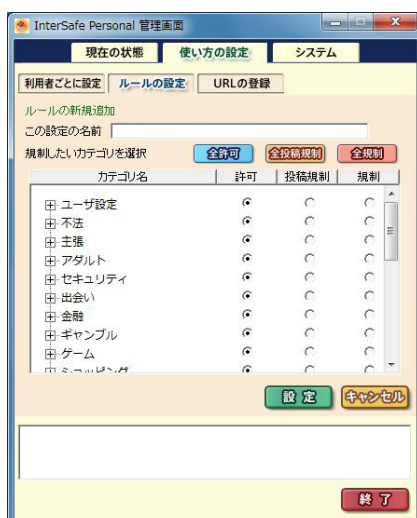 InterSafe Personal 管理画面
現在の状態 使い方の設定 システム
利用者ごとに設定 ルールの設定 URLの登録
ルールの新規追加
この設定の名前
規制したいカテゴリを選択 全許可 全投稿規制 全規制
カテゴリ名 許可 投稿規制 規制
ユーザ設定
不法
主張
アダルト
セキュリティ
出会い
金融
ギャンブル
ゲーム
ショッピング
設定 キャンセル
終了